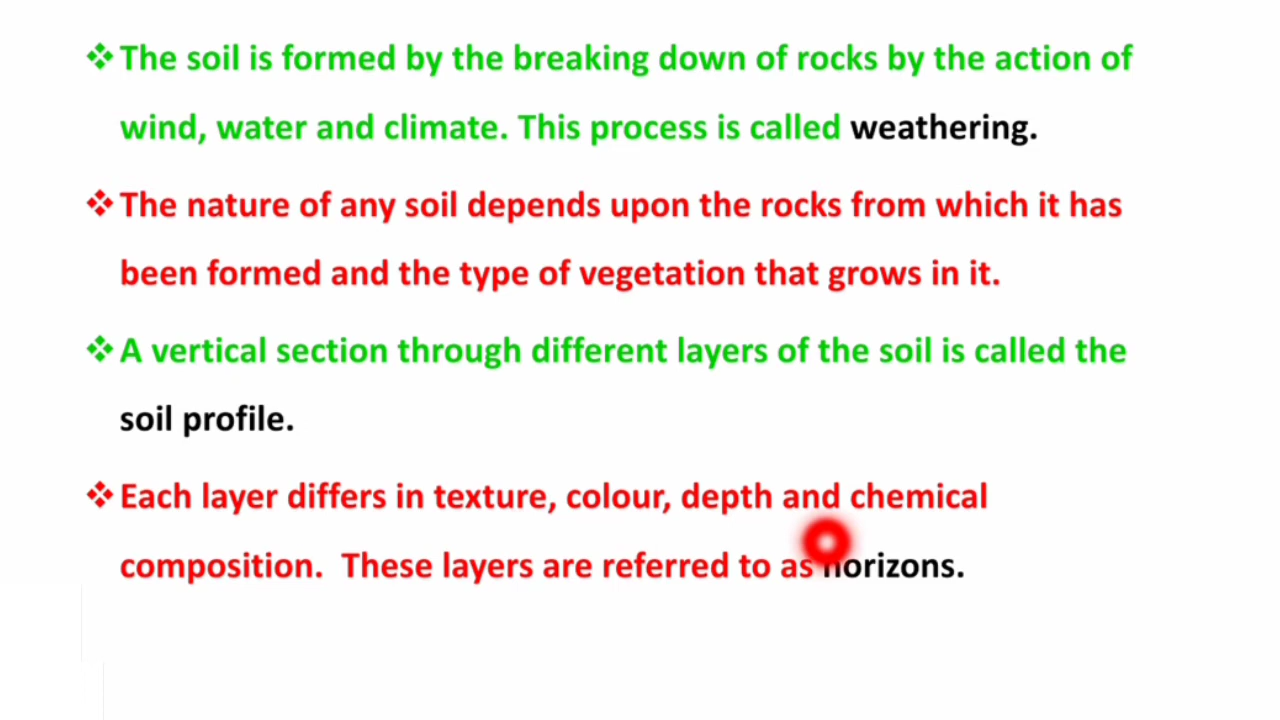 ❖The soil is formed by the breaking down of rocks by the action of
wind, water and climate. This process is called weathering.
❖The nature of any soil depends upon the rocks from which it has
been formed and the type of vegetation that grows in it.
❖A vertical section through different layers of the soil is called the
soil profile.
❖Each layer differs in texture, colour, depth and chemical
composition.  These layers are referred to as horizons.